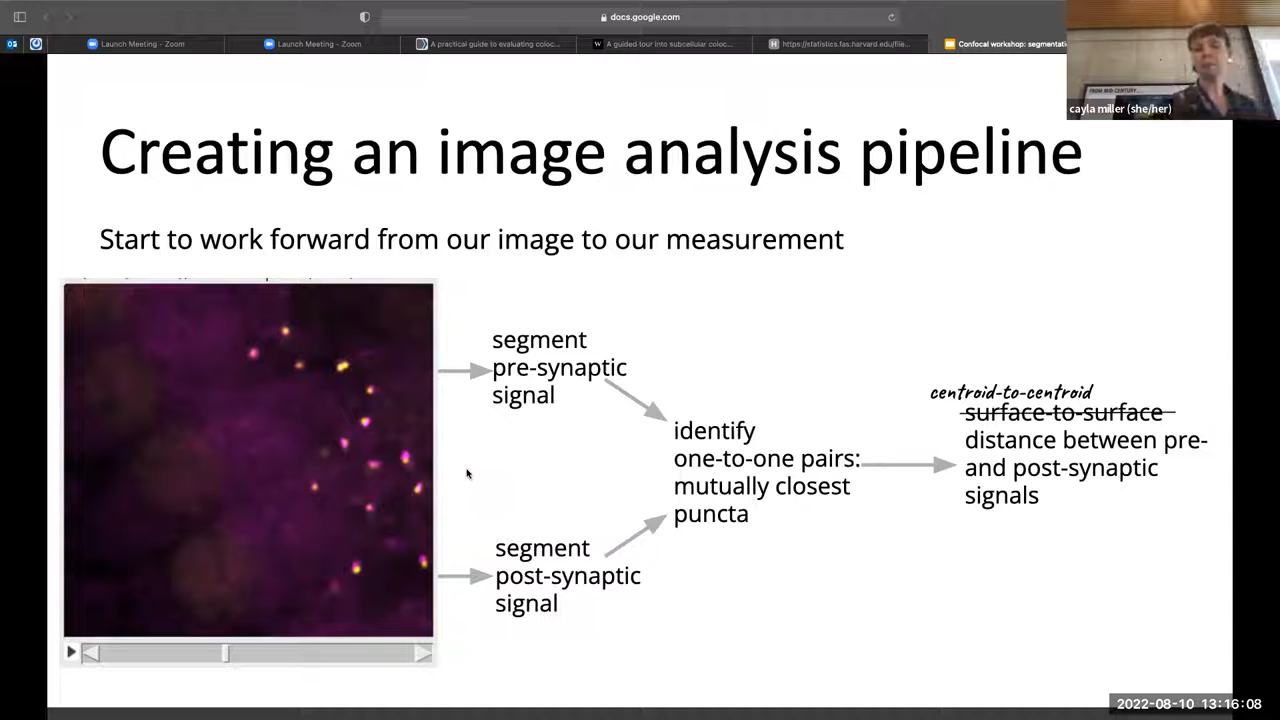 docs.google.com
Launch Meeting - Zoom
Launch Meeting - Zoom
A practical guide to evaluating coloc...
A guided tour into subcellular coloc...
https://statistics.fas.harvard.edu/file...
Confocal workshop: segmentati
FROM MID-CENTURY...
cayla miller (she/her)
Creating an image analysis pipeline
Start to work forward from our image to our measurement
segment
pre-synaptic
signal
identify
one-to-one pairs:
mutually closest
puncta
segment
post-synaptic
signal
centroid-to-centroid
surface-to-surface
distance between pre-
and post-synaptic
signals
2022-08-10 13:16:08